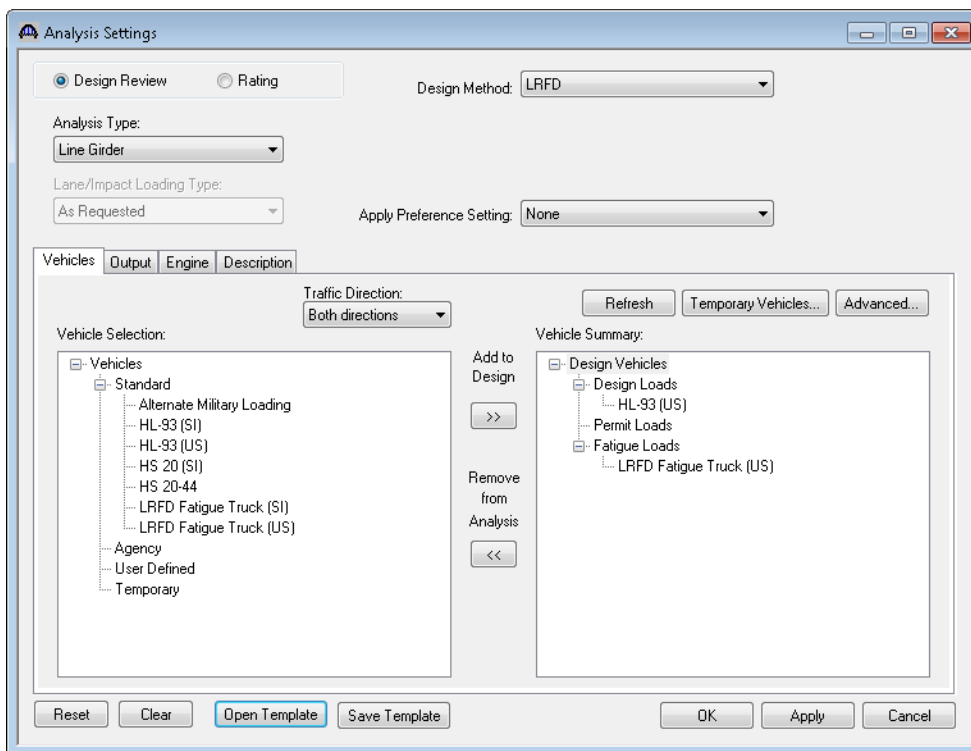 Analysis Settings
Design Review
Rating
Design Method: LRFD
Analysis Type:
Line Girder
Lane/Impact Loading Type:
As Requested
Apply Preference Setting: None
Vehicles Output Engine Description
Traffic Direction:
Both directions
Refresh Temporary Vehicles... Advanced...
Vehicle Selection:
Vehicles
Standard
Alternate Military Loading
HL-93 (SI)
HL-93 (US)
HS 20 (SI)
HS 20-44
LRFD Fatigue Truck (SI)
LRFD Fatigue Truck (US)
Agency
User Defined
Temporary
Add to
Design
>>
Remove
from
Analysis
<<
Vehicle Summary:
Design Vehicles
Design Loads
HL-93 (US)
Permit Loads
Fatigue Loads
LRFD Fatigue Truck (US)
Reset Clear Open Template Save Template OK Apply Cancel